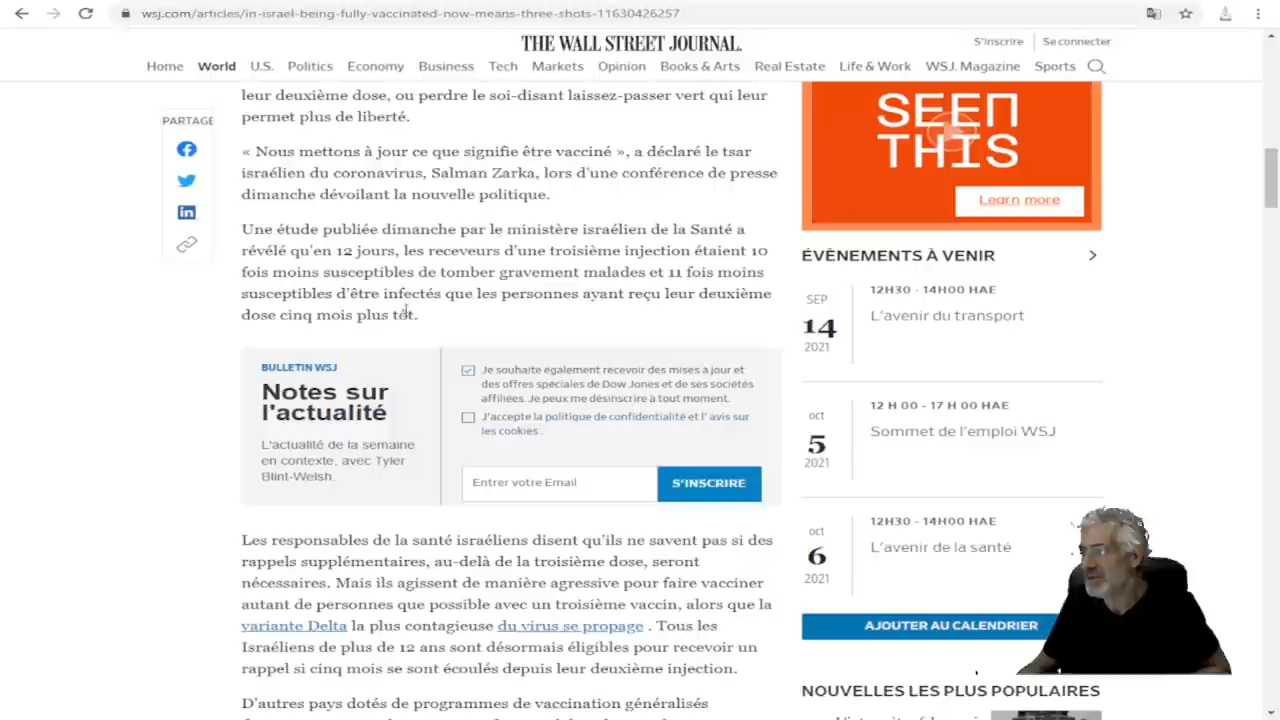 wsj.com/articles/in-israel-being-fully-vaccinated-now-means-three-shots-11630426257
THE WALL STREET JOURNAL.
S'inscrire
Se connecter
Home World U.S. Politics Economy Business Tech Markets Opinion Books & Arts Real Estate Life & Work WSJ. Magazine Sports
PARTAGE
leur deuxième dose, ou perdre le soi-disant laissez-passer vert qui leur
permet plus de liberté.
« Nous mettons à jour ce que signifie être vacciné », a déclaré le tsar
israélien du coronavirus, Salman Zarka, lors d'une conférence de presse
dimanche dévoilant la nouvelle politique.
Une étude publiée dimanche par le ministère israélien de la Santé a
révélé qu'en 12 jours, les receveurs d'une troisième injection étaient 10
fois moins susceptibles de tomber gravement malades et 11 fois moins
susceptibles d'être infectés que les personnes ayant reçu leur deuxième
dose cinq mois plus tôt.
BULLETIN WSJ
Notes sur
l'actualité
L'actualité de la semaine
en contexte, avec Tyler
Blint-Welsh.
Je souhaite également recevoir des mises à jour et
des offres spéciales de Dow Jones et de ses sociétés
affiliées. Je peux me désinscrire à tout moment.
J'accepte la politique de confidentialité et l' avis sur
les cookies .
Entrer votre Email
S'INSCRIRE
Les responsables de la santé israéliens disent qu'ils ne savent pas si des
rappels supplémentaires, au-delà de la troisième dose, seront
nécessaires. Mais ils agissent de manière agressive pour faire vacciner
autant de personnes que possible avec un troisième vaccin, alors que la
variante Delta la plus contagieuse du virus se propage . Tous les
Israéliens de plus de 12 ans sont désormais éligibles pour recevoir un
rappel si cinq mois se sont écoulés depuis leur deuxième injection.
D'autres pays dotés de programmes de vaccination généralisés
SEEN
THIS
Learn more
ÉVÈNEMENTS À VENIR
SEP
14
2021
12H30 - 14H00 HAE
L'avenir du transport
oct
5
2021
12 H 00 - 17 H 00 HAE
Sommet de l'emploi WSJ
oct
6
2021
12H30 - 14H00 HAE
L'avenir de la santé
AJOUTER AU CALENDRIER
NOUVELLES LES PLUS POPULAIRES